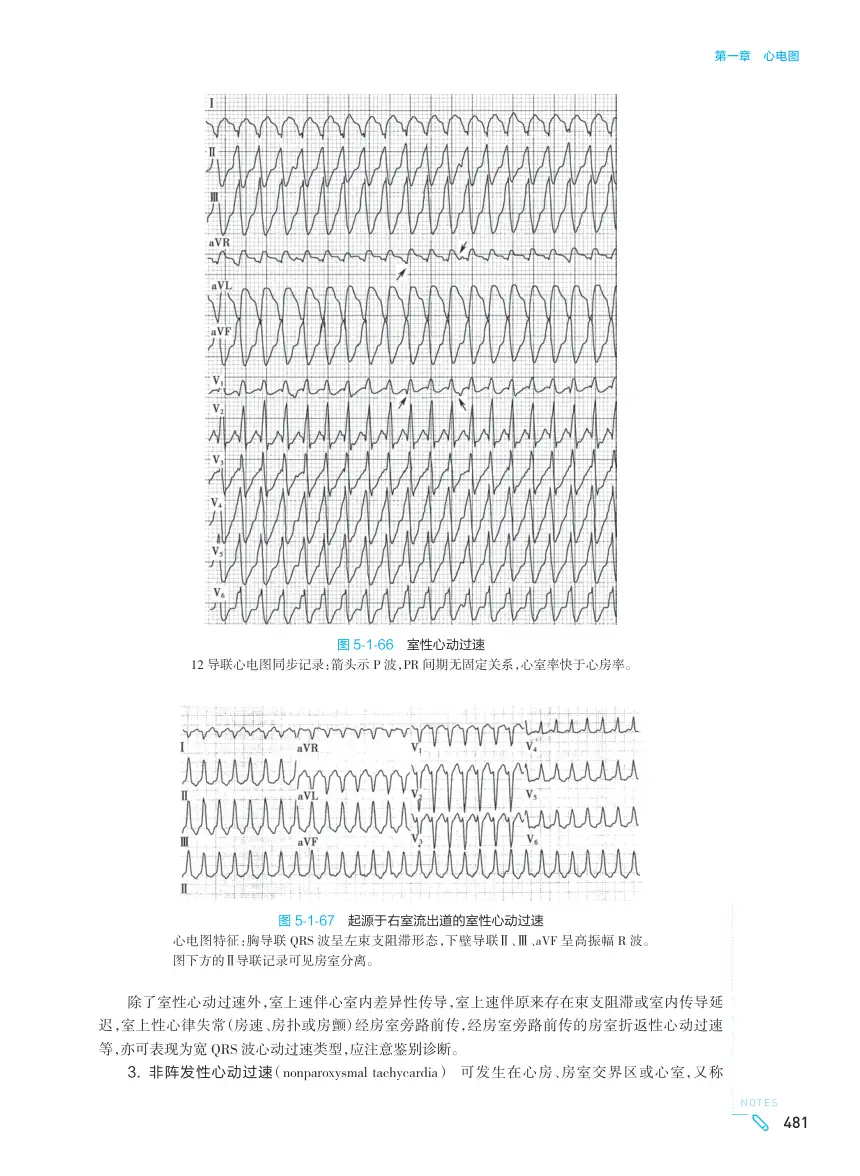 第一章 心电图
Ⅰ
Ⅱ
Ⅲ
aVR
aVL
aVF
V₁
V₂
V₃
V₄
V₅
V₆
图 5-1-66 室性心动过速
12 导联心电图同步记录;箭头示 P 波,PR 间期无固定关系,心室率快于心房率。
Ⅰ aVR V₁ V₄
Ⅱ aVL V₂ V₅
Ⅲ aVF V₃ V₆
Ⅱ
图 5-1-67 起源于右室流出道的室性心动过速
心电图特征:胸导联 QRS 波呈左束支阻滞形态,下壁导联Ⅱ、Ⅲ、aVF 呈高振幅 R 波。
图下方的Ⅱ导联记录可见房室分离。
除了室性心动过速外,室上速伴心室内差异性传导,室上速伴原来存在束支阻滞或室内传导延
迟,室上性心律失常(房速、房扑或房颤)经房室旁路前传,经房室旁路前传的房室折返性心动过速
等,亦可表现为宽 QRS 波心动过速类型,应注意鉴别诊断。
3. 非阵发性心动过速(nonparoxysmal tachycardia) 可发生在心房、房室交界区或心室,又称
NOTES
481